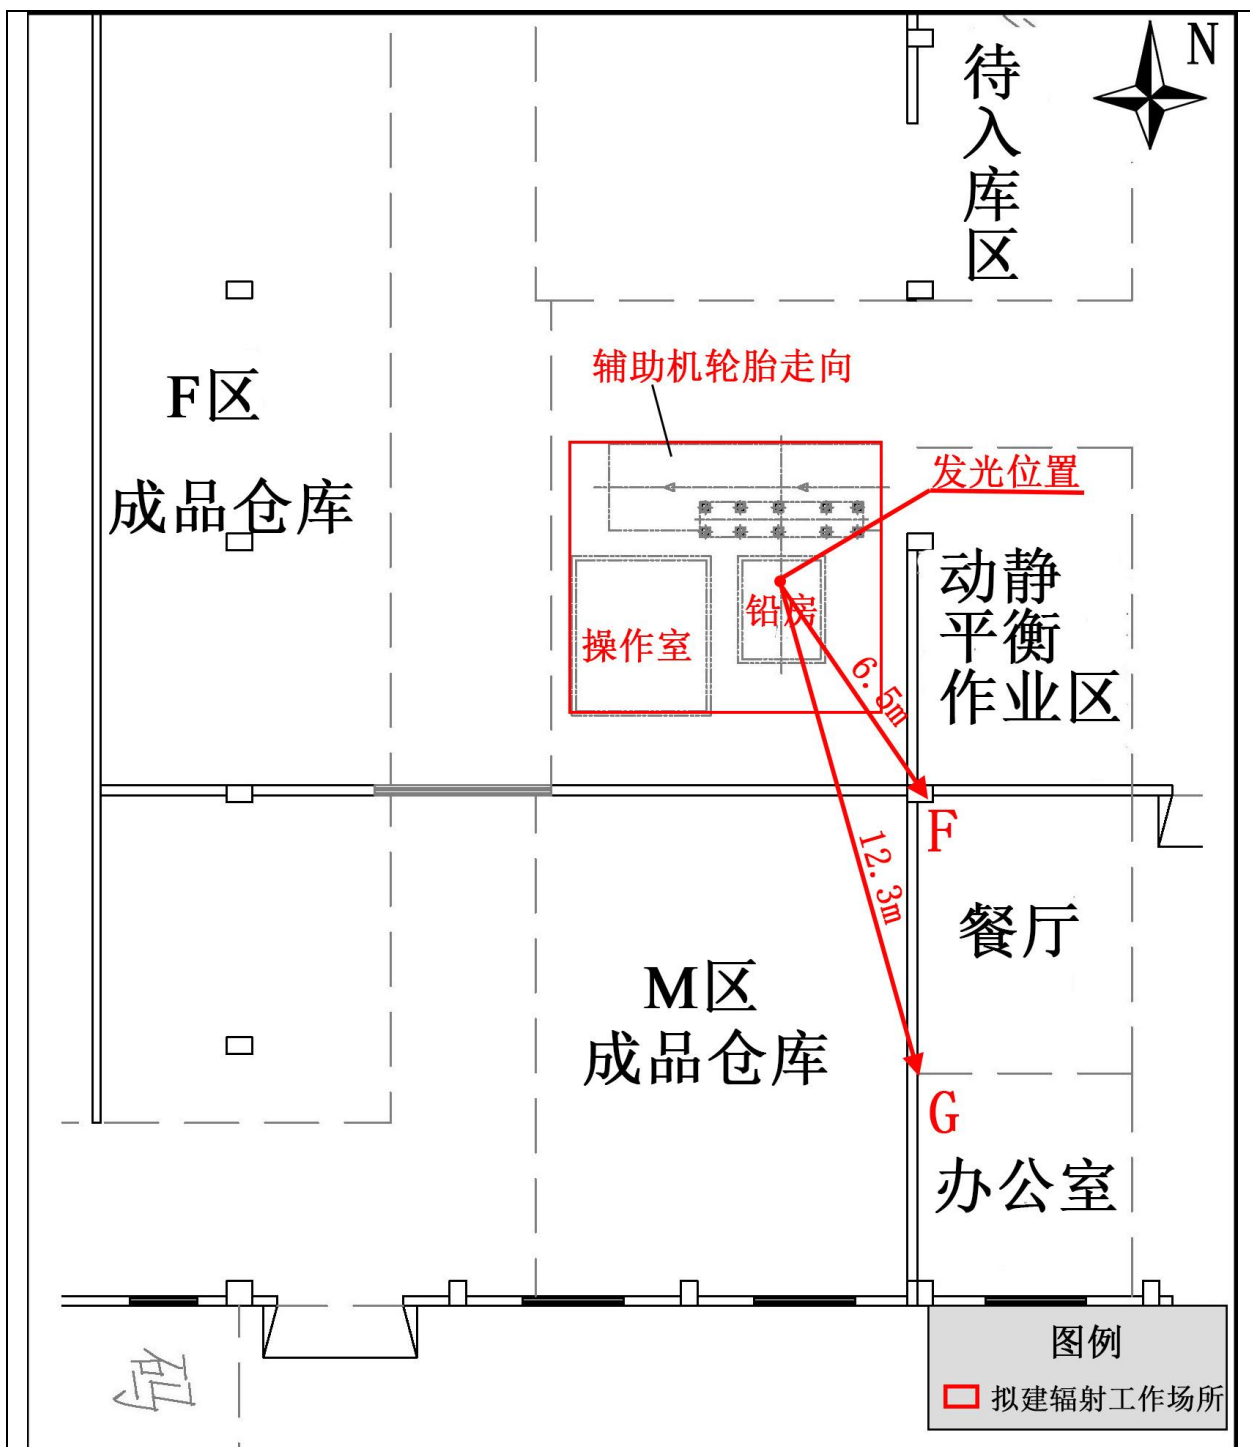 N
待入库区
辅助机轮胎走向
F区
成品仓库
发光位置
动静
平衡
作业区
铅房
操作室
6.5m
F
12.3m
餐厅
M区
成品仓库
G
办公室
图例
拟建辐射工作场所